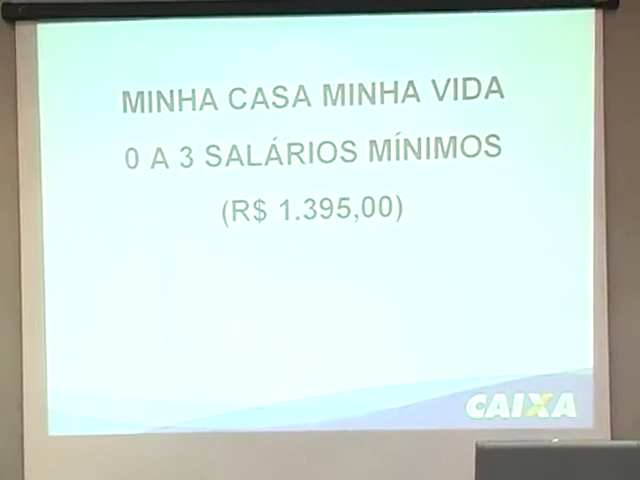 MINHA CASA MINHA VIDA
0 A 3 SALÁRIOS MÍNIMOS
(R$ 1.395,00)
CAIXA